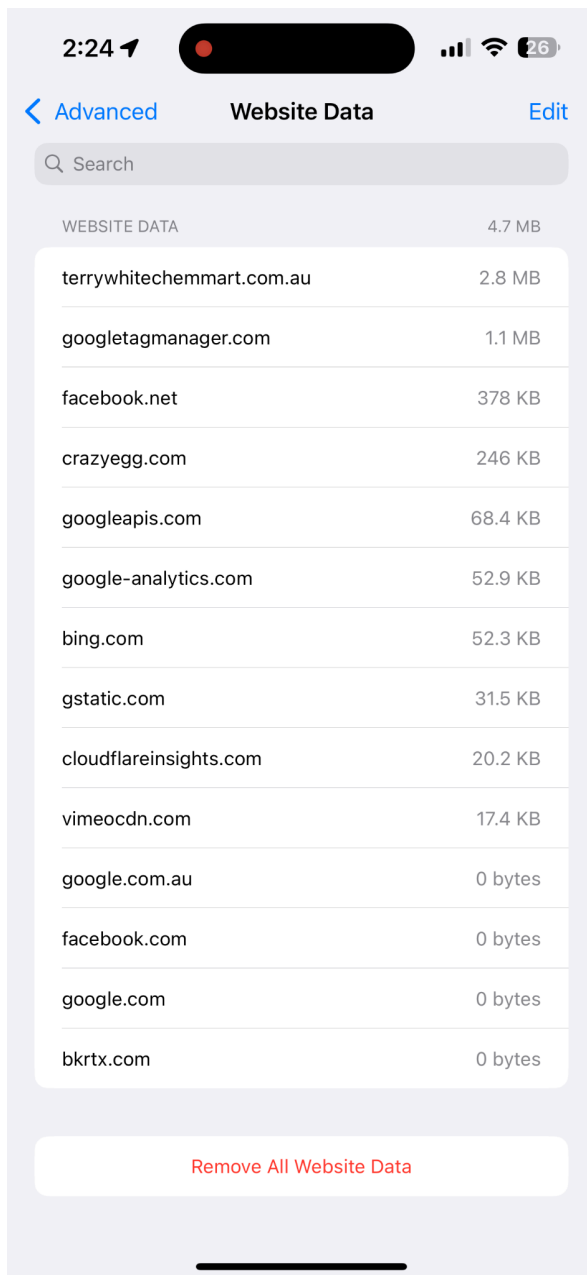 2:24 26
Advanced Website Data Edit
Search
WEBSITE DATA 4.7 MB
terrywhitechemmart.com.au 2.8 MB
googletagmanager.com 1.1 MB
facebook.net 378 KB
crazyegg.com 246 KB
googleapis.com 68.4 KB
google-analytics.com 52.9 KB
bing.com 52.3 KB
gstatic.com 31.5 KB
cloudflareinsights.com 20.2 KB
vimeocdn.com 17.4 KB
google.com.au 0 bytes
facebook.com 0 bytes
google.com 0 bytes
bkrtx.com 0 bytes
Remove All Website Data